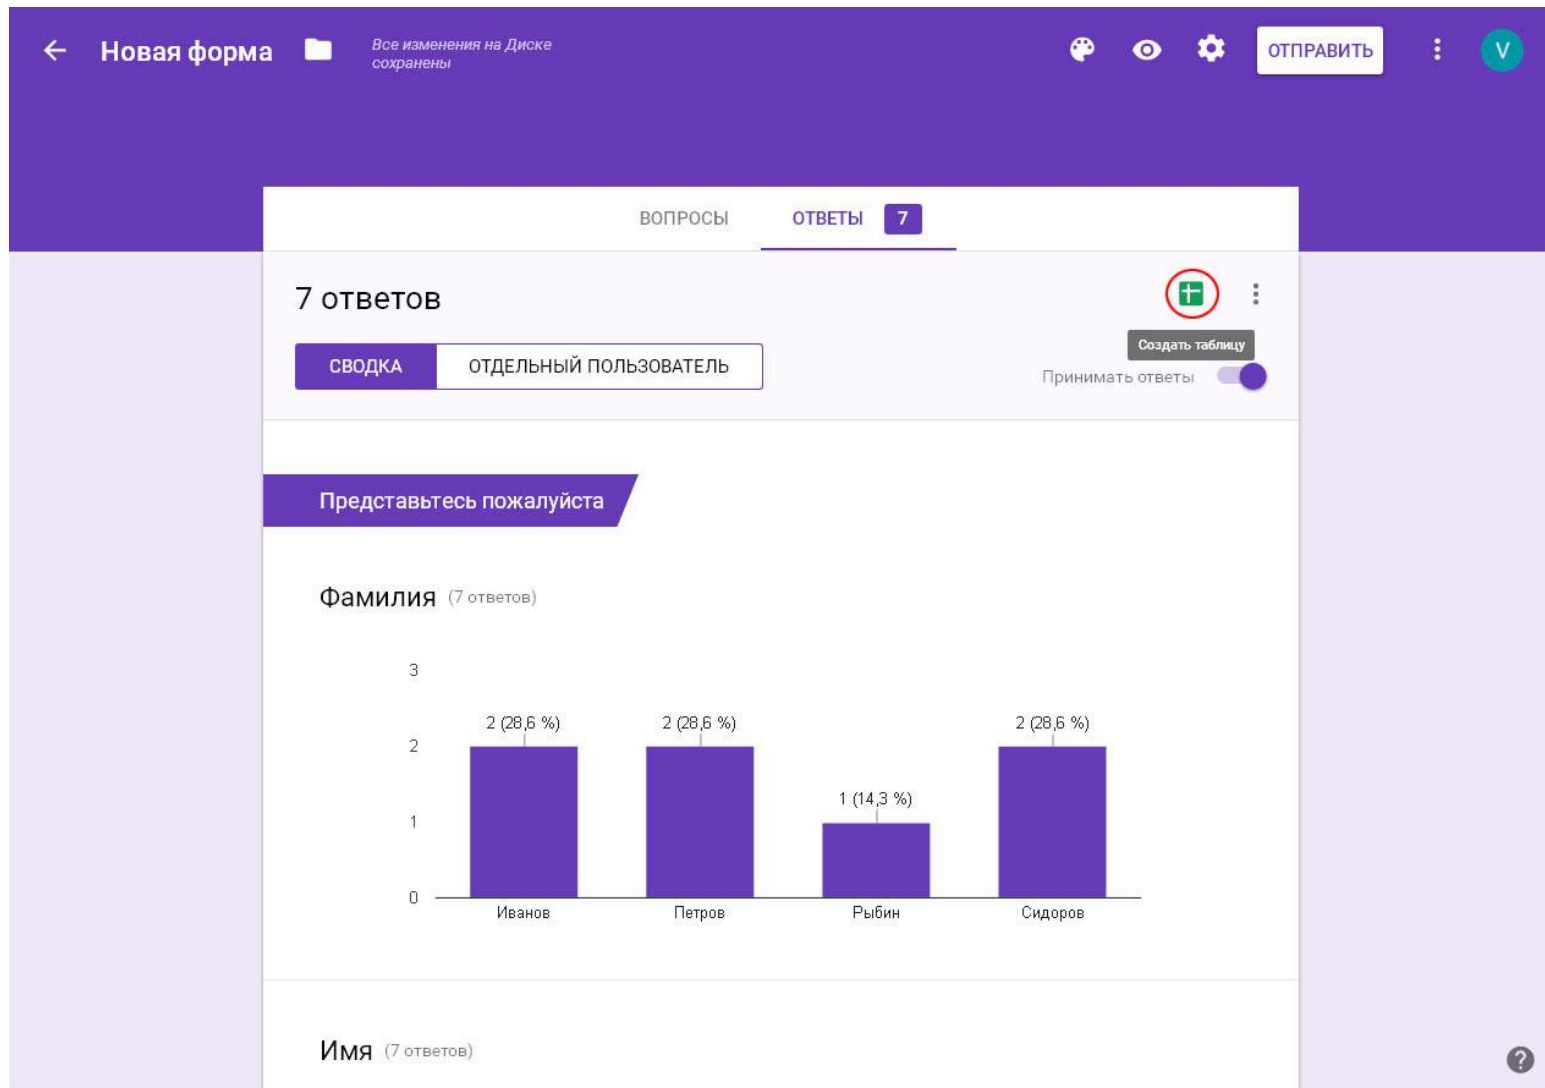 Новая форма
Все изменения на Диске
сохранены
ОТПРАВИТЬ
V
ВОПРОСЫ
ОТВЕТЫ 7
7 ответов
Создать таблицу
СВОДКА
ОТДЕЛЬНЫЙ ПОЛЬЗОВАТЕЛЬ
Принимать ответы
Представьтесь пожалуйста
Фамилия (7 ответов)
3
2 (28,6 %) 2 (28,6 %) 2 (28,6 %)
2
1 (14,3 %)
1
0
Иванов Петров Рыбин Сидоров
Имя (7 ответов)
?